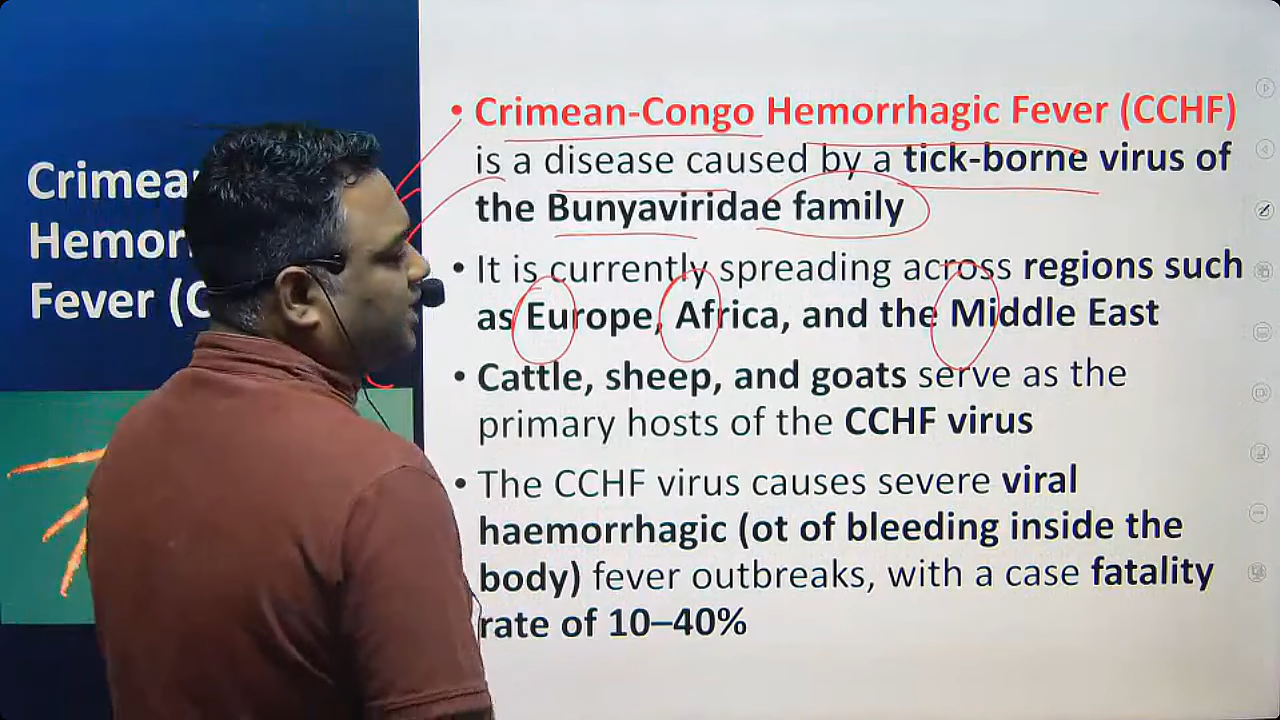 Crimea
Hemor
Fever (C
• Crimean-Congo Hemorrhagic Fever (CCHF)
is a disease caused by a tick-borne virus of
the Bunyaviridae family
• It is currently spreading across regions such
as Europe, Africa, and the Middle East
• Cattle, sheep, and goats serve as the
primary hosts of the CCHF virus
• The CCHF virus causes severe viral
haemorrhagic (ot of bleeding inside the
body) fever outbreaks, with a case fatality
rate of 10–40%